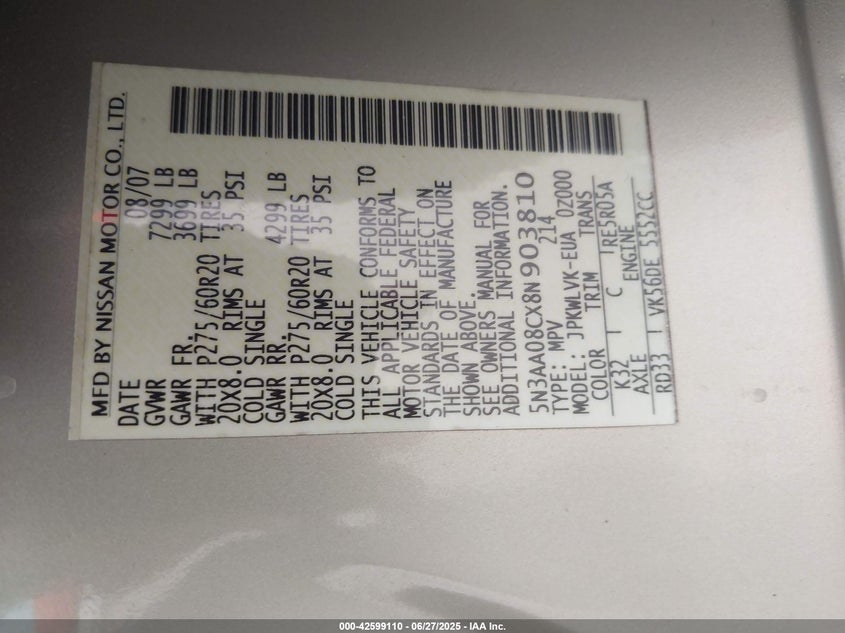 MFD BY NISSAN MOTOR CO., LTD.
DATE 08/07
GVWR 7299 LB
GAWR FR. 3699 LB
WITH P275/60R20 TIRES
20X8.0 RIMS AT 35 PSI
COLD SINGLE
GAWR RR. 4299 LB
WITH P275/60R20 TIRES
20X8.0 RIMS AT 35 PSI
COLD SINGLE
THIS VEHICLE CONFORMS TO
ALL APPLICABLE FEDERAL
MOTOR VEHICLE SAFETY
STANDARDS IN EFFECT ON
THE DATE OF MANUFACTURE
SHOWN ABOVE.
SEE OWNERS MANUAL FOR
ADDITIONAL INFORMATION.
5N3AA08CX8N903810
TYPE: MPV 214
MODEL: JPKWLVK-EUA 0Z000
COLOR TRIM TRANS
K32 C RE5R05A
AXLE ENGINE
RD33 VK56DE 5552CC
000-42599110 - 06/27/2025 - IAA Inc.